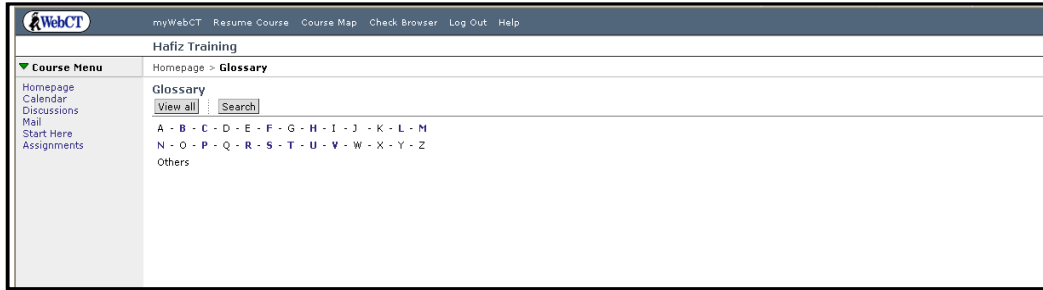 WebCT
myWebCT Resume Course Course Map Check Browser Log Out Help
Hafiz Training
Course Menu
Homepage > Glossary
Homepage
Calendar
Discussions
Mail
Start Here
Assignments
Glossary
View all Search
A - B - C - D - E - F - G - H - I - J - K - L - M
N - O - P - Q - R - S - T - U - V - W - X - Y - Z
Others